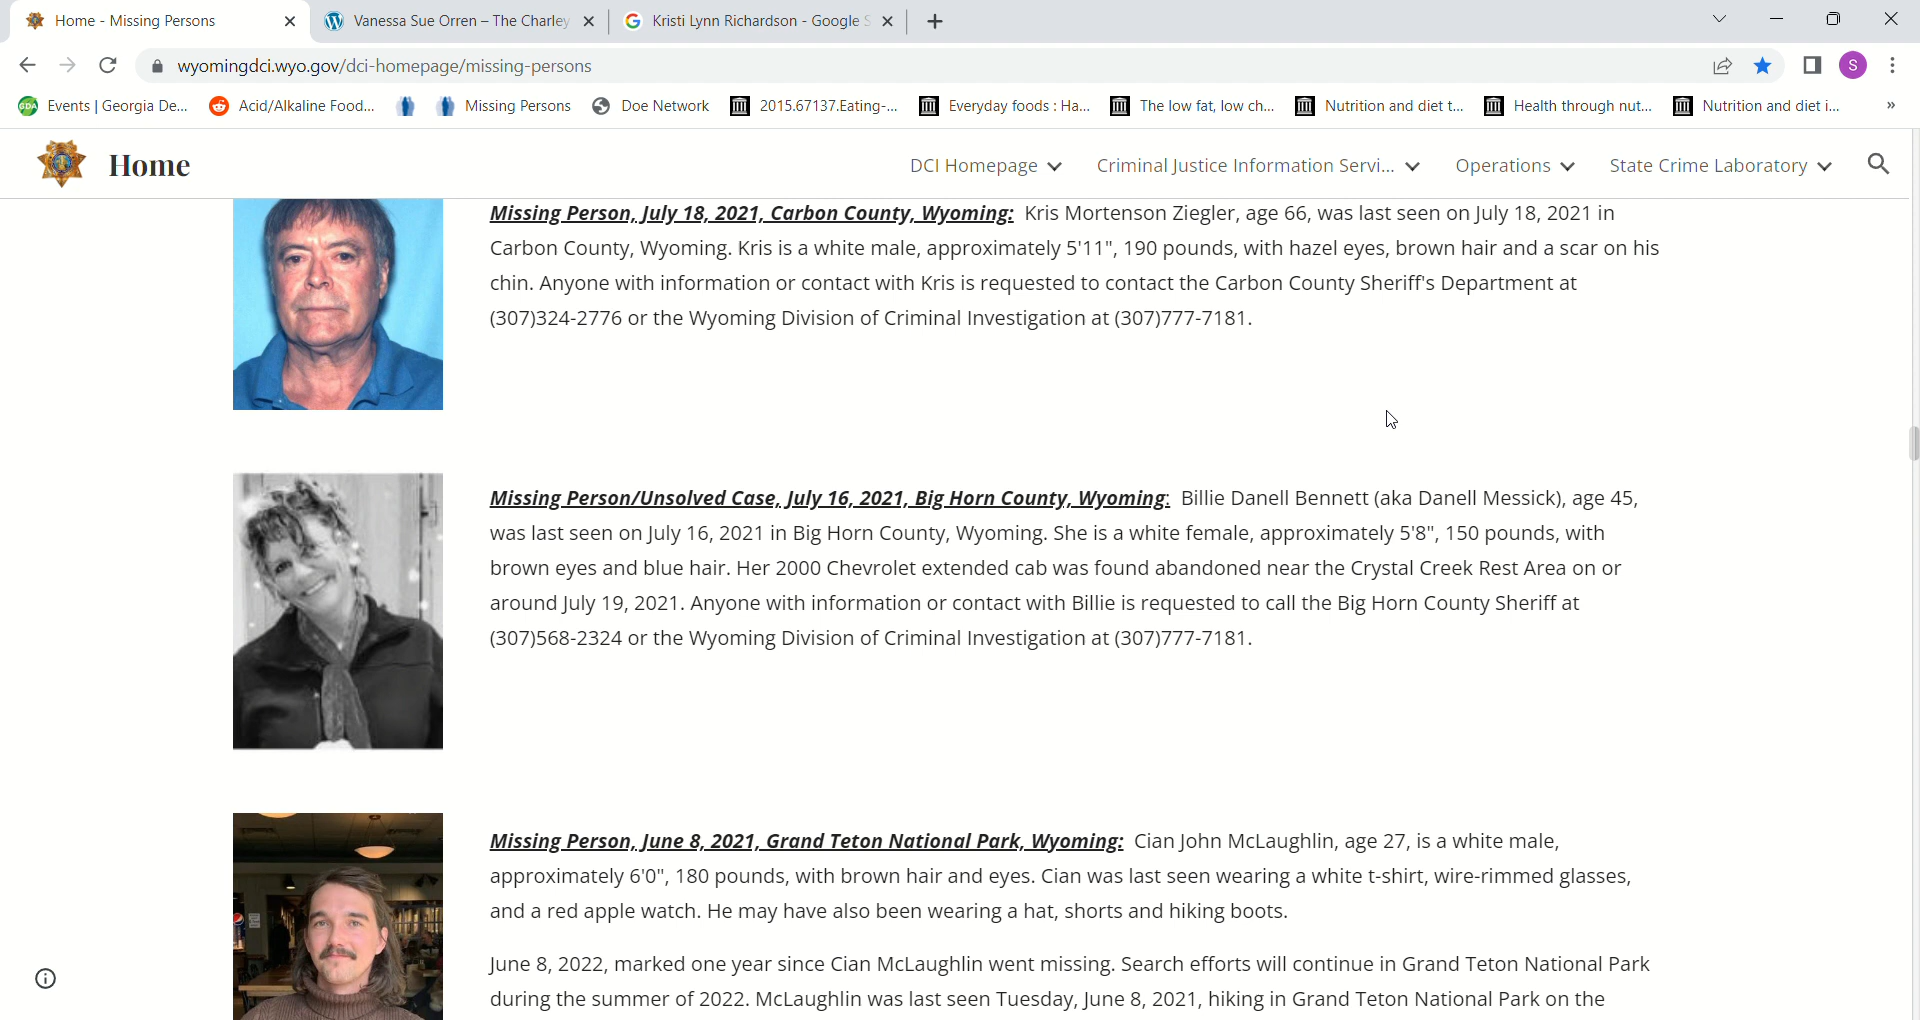 Home - Missing Persons
Vanessa Sue Orren – The Charley
Kristi Lynn Richardson - Google S
wyomingdci.wyo.gov/dci-homepage/missing-persons
S
GDA
Events | Georgia De...
Acid/Alkaline Food...
Missing Persons
Doe Network
2015.67137.Eating-...
Everyday foods : Ha...
The low fat, low ch...
Nutrition and diet t...
Health through nut...
Nutrition and diet i...
»
Home
DCI Homepage
Criminal Justice Information Servi...
Operations
State Crime Laboratory
Missing Person, July 18, 2021, Carbon County, Wyoming: Kris Mortenson Ziegler, age 66, was last seen on July 18, 2021 in
Carbon County, Wyoming. Kris is a white male, approximately 5'11", 190 pounds, with hazel eyes, brown hair and a scar on his
chin. Anyone with information or contact with Kris is requested to contact the Carbon County Sheriff's Department at
(307)324-2776 or the Wyoming Division of Criminal Investigation at (307)777-7181.
Missing Person/Unsolved Case, July 16, 2021, Big Horn County, Wyoming: Billie Danell Bennett (aka Danell Messick), age 45,
was last seen on July 16, 2021 in Big Horn County, Wyoming. She is a white female, approximately 5'8", 150 pounds, with
brown eyes and blue hair. Her 2000 Chevrolet extended cab was found abandoned near the Crystal Creek Rest Area on or
around July 19, 2021. Anyone with information or contact with Billie is requested to call the Big Horn County Sheriff at
(307)568-2324 or the Wyoming Division of Criminal Investigation at (307)777-7181.
Missing Person, June 8, 2021, Grand Teton National Park, Wyoming: Cian John McLaughlin, age 27, is a white male,
approximately 6'0", 180 pounds, with brown hair and eyes. Cian was last seen wearing a white t-shirt, wire-rimmed glasses,
and a red apple watch. He may have also been wearing a hat, shorts and hiking boots.
June 8, 2022, marked one year since Cian McLaughlin went missing. Search efforts will continue in Grand Teton National Park
during the summer of 2022. McLaughlin was last seen Tuesday, June 8, 2021, hiking in Grand Teton National Park on the